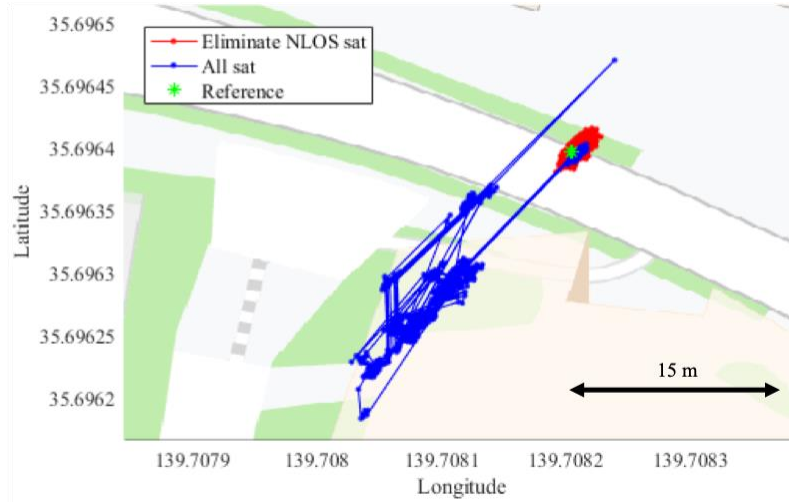 35.6965
Eliminate NLOS sat
All sat
Reference
35.69645
35.6964
35.69635
35.6963
35.69625
35.6962
Latitude
15 m
139.7079
139.708
139.7081
139.7082
139.7083
Longitude